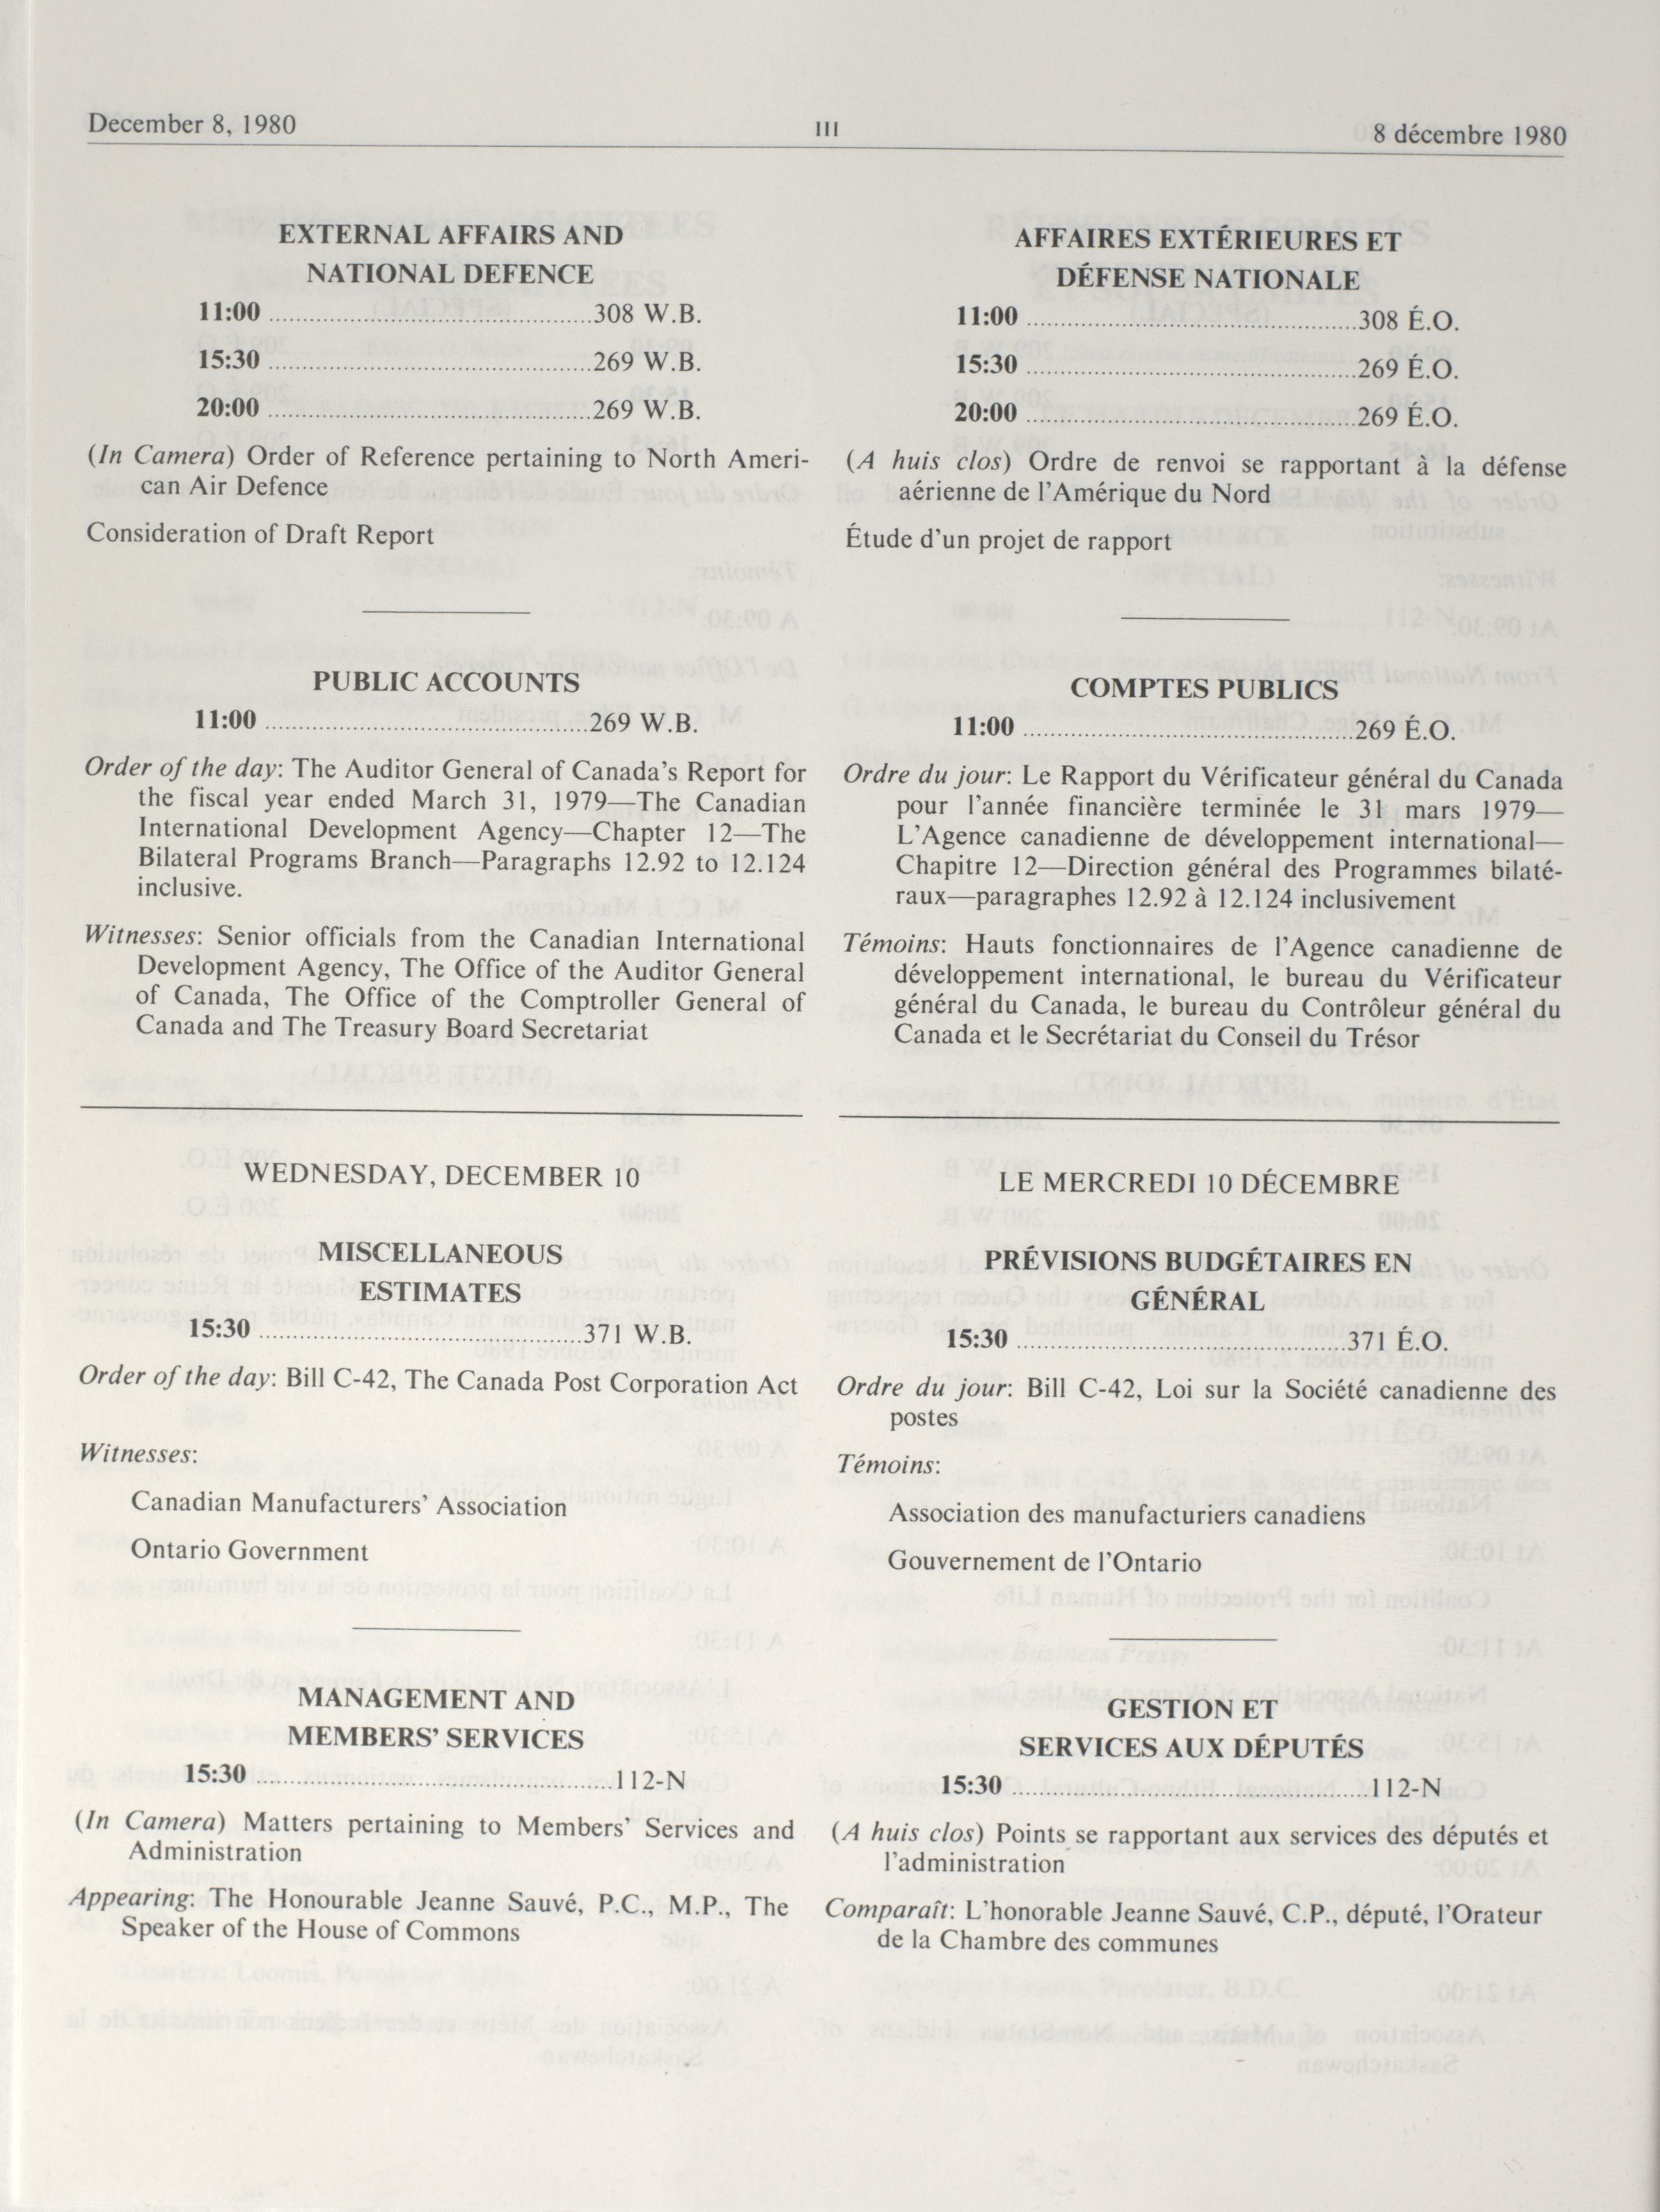 December 8, 1980
III
8 décembre 1980
EXTERNAL AFFAIRS AND
NATIONAL DEFENCE
11:00 ............................................308 W.B.
15:30 ............................................269 W.B.
20:00 ............................................269 W.B.
(In Camera) Order of Reference pertaining to North Ameri-
can Air Defence
Consideration of Draft Report
PUBLIC ACCOUNTS
11:00 ............................................269 W.B.
Order of the day: The Auditor General of Canada's Report for
the fiscal year ended March 31, 1979—The Canadian
International Development Agency—Chapter 12—The
Bilateral Programs Branch—Paragraphs 12.92 to 12.124
inclusive.
Witnesses: Senior officials from the Canadian International
Development Agency, The Office of the Auditor General
of Canada, The Office of the Comptroller General of
Canada and The Treasury Board Secretariat
WEDNESDAY, DECEMBER 10
MISCELLANEOUS
ESTIMATES
15:30 ............................................371 W.B.
Order of the day: Bill C-42, The Canada Post Corporation Act
Witnesses:
Canadian Manufacturers' Association
Ontario Government
MANAGEMENT AND
MEMBERS' SERVICES
15:30 ................................................112-N
(In Camera) Matters pertaining to Members' Services and
Administration
Appearing: The Honourable Jeanne Sauvé, P.C., M.P., The
Speaker of the House of Commons
AFFAIRES EXTÉRIEURES ET
DÉFENSE NATIONALE
11:00 .............................................308 É.O.
15:30 .............................................269 É.O.
20:00 .............................................269 É.O.
(A huis clos) Ordre de renvoi se rapportant à la défense
aérienne de l'Amérique du Nord
Étude d'un projet de rapport
COMPTES PUBLICS
11:00 .............................................269 É.O.
Ordre du jour: Le Rapport du Vérificateur général du Canada
pour l'année financière terminée le 31 mars 1979—
L'Agence canadienne de développement international—
Chapitre 12—Direction général des Programmes bilaté-
raux—paragraphes 12.92 à 12.124 inclusivement
Témoins: Hauts fonctionnaires de l'Agence canadienne de
développement international, le bureau du Vérificateur
général du Canada, le bureau du Contrôleur général du
Canada et le Secrétariat du Conseil du Trésor
LE MERCREDI 10 DÉCEMBRE
PRÉVISIONS BUDGÉTAIRES EN
GÉNÉRAL
15:30 .............................................371 É.O.
Ordre du jour: Bill C-42, Loi sur la Société canadienne des
postes
Témoins:
Association des manufacturiers canadiens
Gouvernement de l'Ontario
GESTION ET
SERVICES AUX DÉPUTÉS
15:30 ................................................112-N
(A huis clos) Points se rapportant aux services des députés et
l'administration
Comparaît: L'honorable Jeanne Sauvé, C.P., député, l'Orateur
de la Chambre des communes